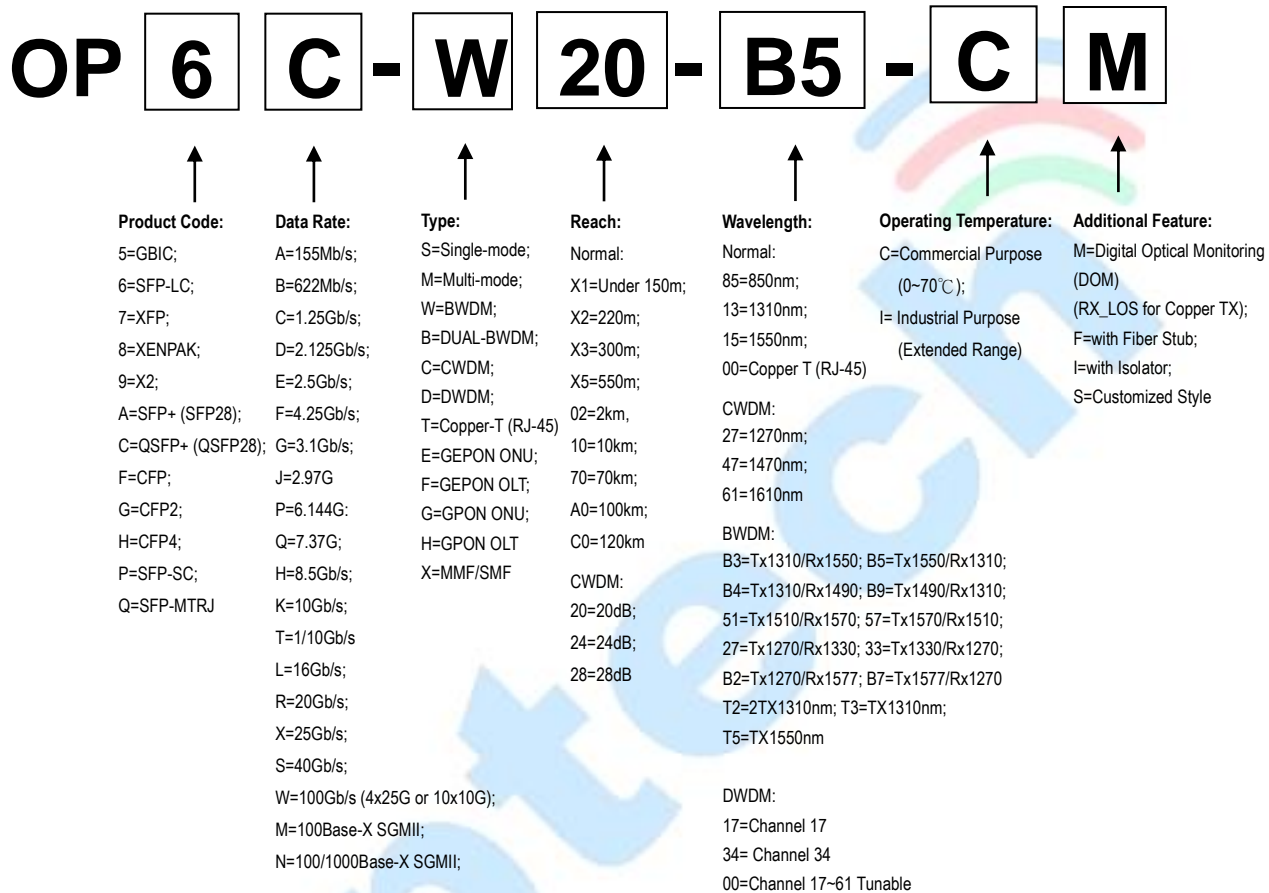 OP 6 C - W 20 - B5 - C M
Product Code:
5=GBIC;
6=SFP-LC;
7=XFP;
8=XENPAK;
9=X2;
A=SFP+ (SFP28);
C=QSFP+ (QSFP28);
F=CFP;
G=CFP2;
H=CFP4;
P=SFP-SC;
Q=SFP-MTRJ
Data Rate:
A=155Mb/s;
B=622Mb/s;
C=1.25Gb/s;
D=2.125Gb/s;
E=2.5Gb/s;
F=4.25Gb/s;
G=3.1Gb/s;
J=2.97G
P=6.144G:
Q=7.37G;
H=8.5Gb/s;
K=10Gb/s;
T=1/10Gb/s
L=16Gb/s;
R=20Gb/s;
X=25Gb/s;
S=40Gb/s;
W=100Gb/s (4x25G or 10x10G);
M=100Base-X SGMII;
N=100/1000Base-X SGMII;
Type:
S=Single-mode;
M=Multi-mode;
W=BWDM;
B=DUAL-BWDM;
C=CWDM;
D=DWDM;
T=Copper-T (RJ-45)
E=GEPON ONU;
F=GEPON OLT;
G=GPON ONU;
H=GPON OLT
X=MMF/SMF
Reach:
Normal:
X1=Under 150m;
X2=220m;
X3=300m;
X5=550m;
02=2km,
10=10km;
70=70km;
A0=100km;
C0=120km
CWDM:
20=20dB;
24=24dB;
28=28dB
Wavelength:
Normal:
85=850nm;
13=1310nm;
15=1550nm;
00=Copper T (RJ-45)
CWDM:
27=1270nm;
47=1470nm;
61=1610nm
BWDM:
B3=Tx1310/Rx1550; B5=Tx1550/Rx1310;
B4=Tx1310/Rx1490; B9=Tx1490/Rx1310;
51=Tx1510/Rx1570; 57=Tx1570/Rx1510;
27=Tx1270/Rx1330; 33=Tx1330/Rx1270;
B2=Tx1270/Rx1577; B7=Tx1577/Rx1270
T2=2TX1310nm; T3=TX1310nm;
T5=TX1550nm
DWDM:
17=Channel 17
34= Channel 34
00=Channel 17~61 Tunable
Operating Temperature:
C=Commercial Purpose
(0~70℃);
I= Industrial Purpose
(Extended Range)
Additional Feature:
M=Digital Optical Monitoring
(DOM)
(RX_LOS for Copper TX);
F=with Fiber Stub;
I=with Isolator;
S=Customized Style